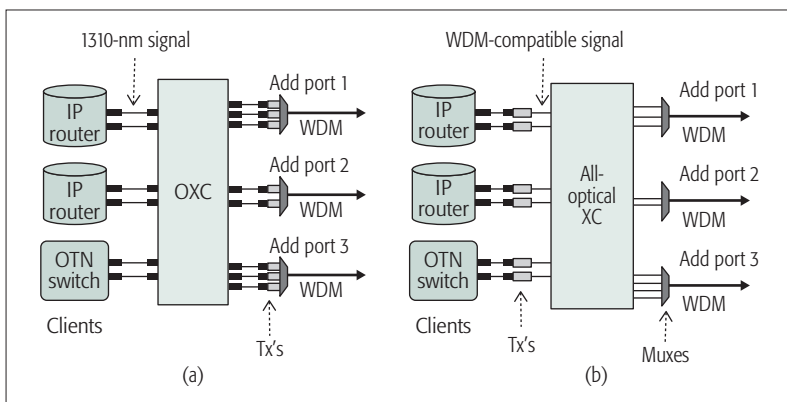 1310-nm signal
IP
router
IP
router
OTN
switch
Clients
OXC
Add port 1
WDM
Add port 2
WDM
Add port 3
WDM
Tx's
(a)
WDM-compatible signal
IP
router
IP
router
OTN
switch
Clients
All-
optical
XC
Add port 1
WDM
Add port 2
WDM
Add port 3
WDM
Tx's
Muxes
(b)